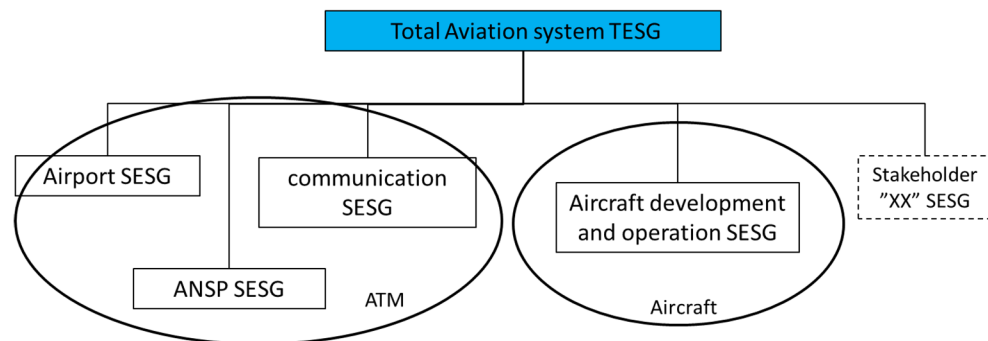 Total Aviation system TESG
Airport SESG
communication
SESG
Aircraft development
and operation SESG
Stakeholder
”XX” SESG
ANSP SESG
ATM
Aircraft